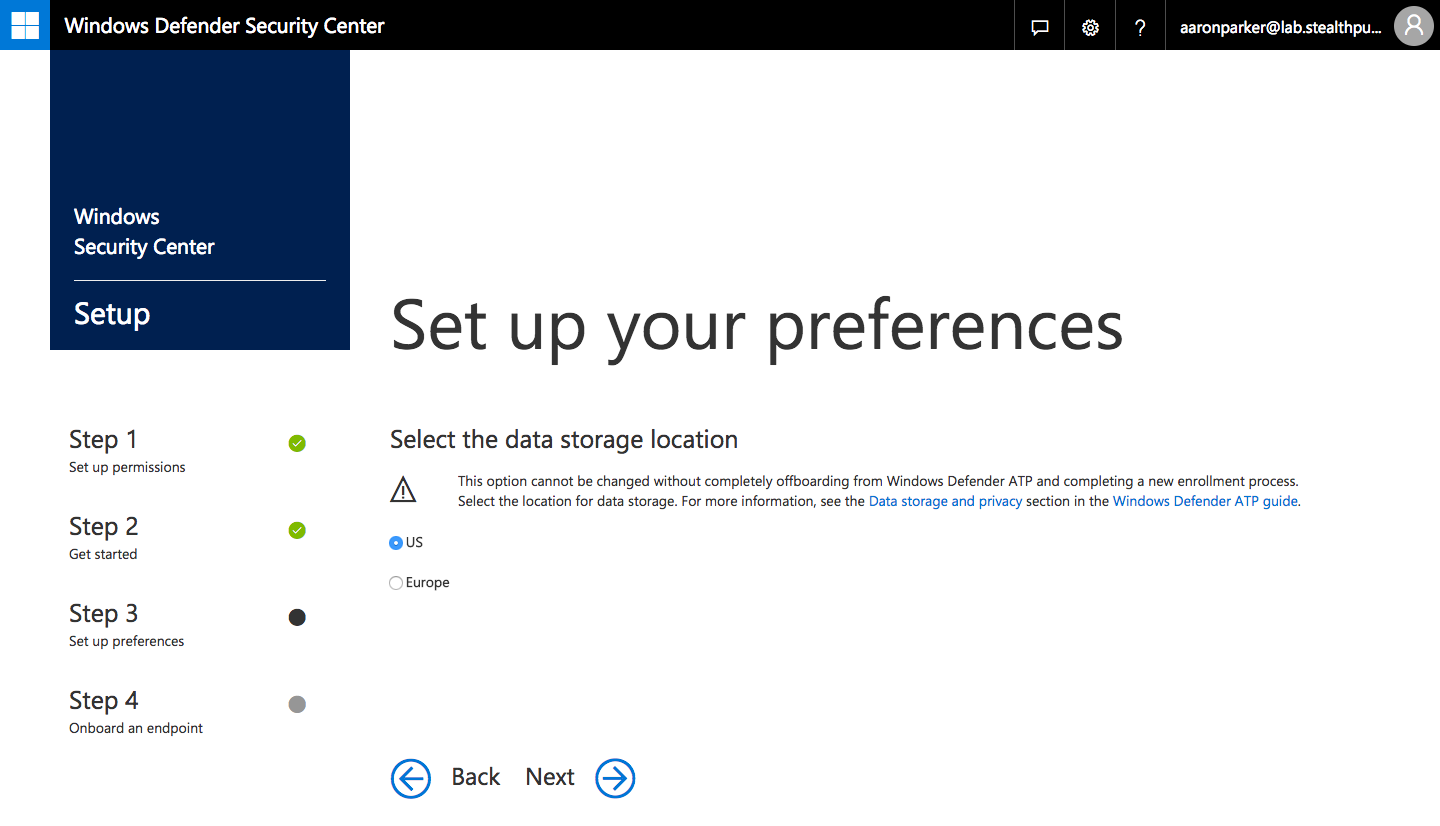 Windows Defender Security Center
?
aaronparker@lab.stealthpu...
Windows
Security Center
Setup
Set up your preferences
Step 1
Set up permissions
Step 2
Get started
Step 3
Set up preferences
Step 4
Onboard an endpoint
Select the data storage location
This option cannot be changed without completely offboarding from Windows Defender ATP and completing a new enrollment process.
Select the location for data storage. For more information, see the Data storage and privacy section in the Windows Defender ATP guide.
US
Europe
Back Next